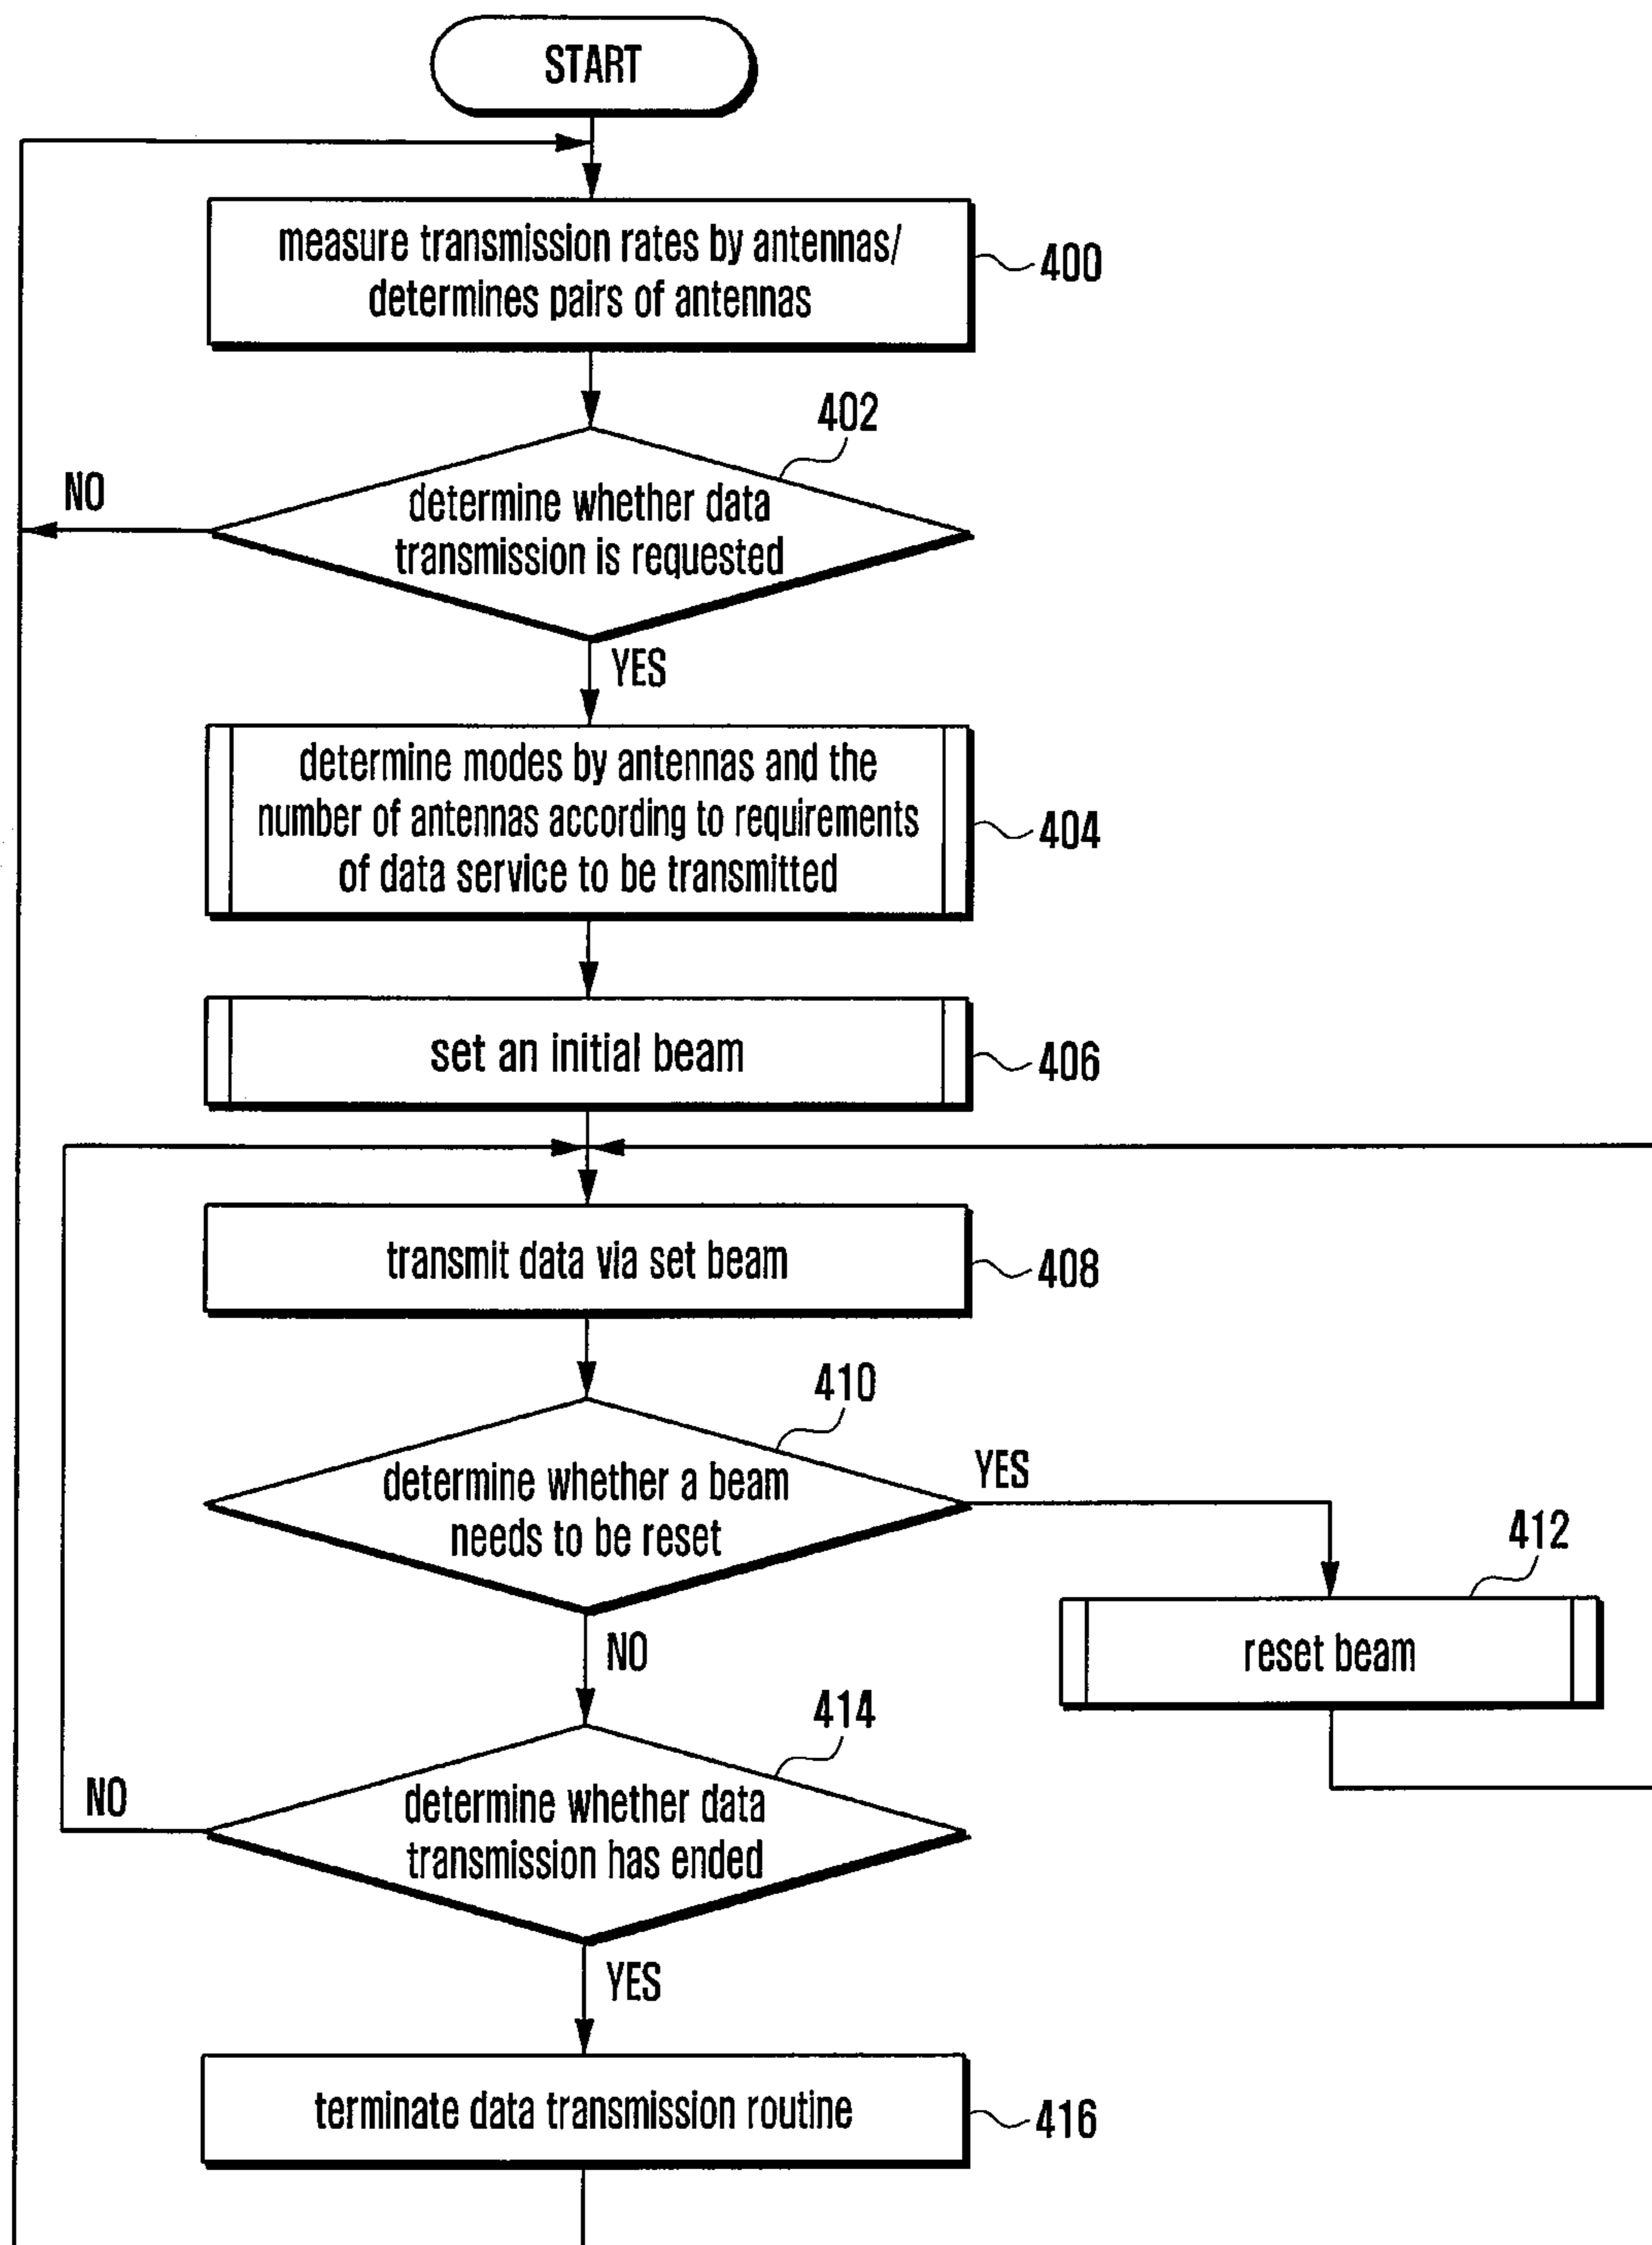 START
measure transmission rates by antennas/
determines pairs of antennas
400
402
determine whether data
transmission is requested
NO
YES
determine modes by antennas and the
number of antennas according to requirements
of data service to be transmitted
404
set an initial beam
406
transmit data via set beam
408
410
determine whether a beam
needs to be reset
YES
412
reset beam
NO
414
determine whether data
transmission has ended
NO
YES
terminate data transmission routine
416